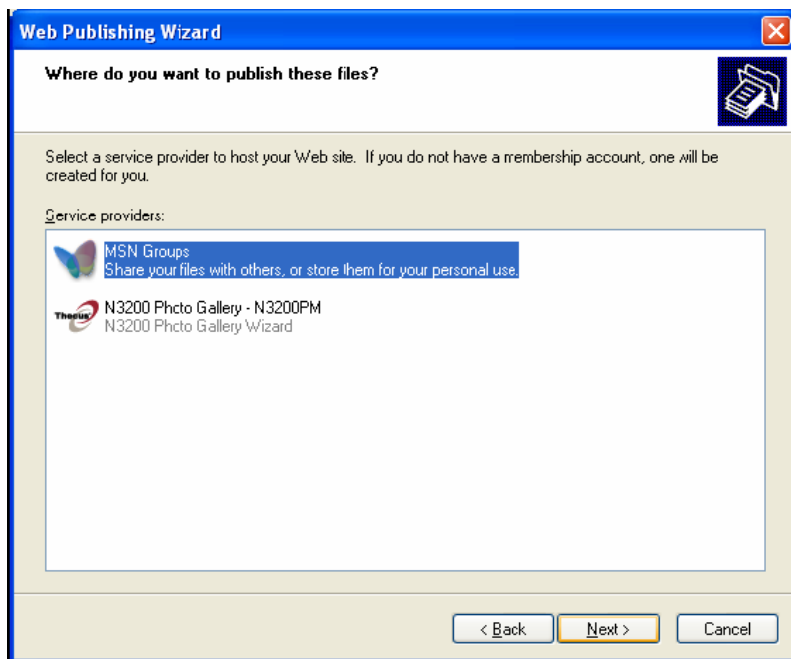 Web Publishing Wizard
Where do you want to publish these files?
Select a service provider to host your Web site. If you do not have a membership account, one will be
created for you.
Service providers:
MSN Groups
Share your files with others, or store them for your personal use.
Thecus
N3200 Photo Gallery - N3200PM
N3200 Photo Gallery Wizard
< Back
Next >
Cancel